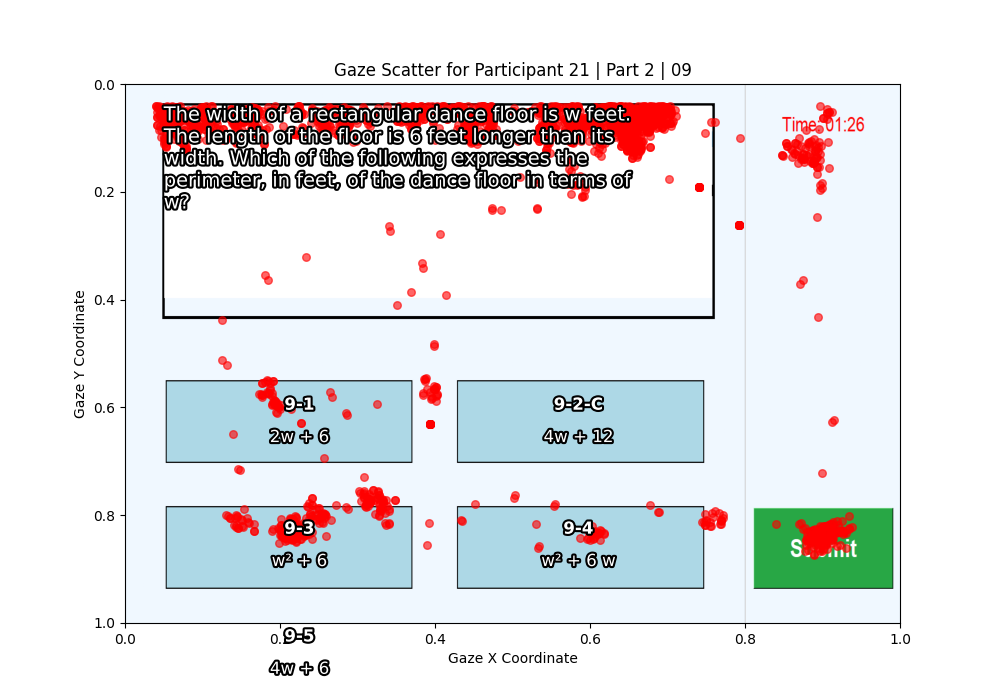 Gaze Scatter for Participant 21 | Part 2 | 09
The width of a rectangular dance floor is w feet.
The length of the floor is 6 feet longer than its
width. Which of the following expresses the
perimeter, in feet, of the dance floor in terms of
w?
Time: 01:26
9-1
2w + 6
9-2-C
4w + 12
9-3
w² + 6
9-4
w² + 6 w
Submit
9-5
4w + 6
Gaze Y Coordinate
0.0
0.2
0.4
0.6
0.8
1.0
0.0 0.2 0.4 0.6 0.8 1.0
Gaze X Coordinate